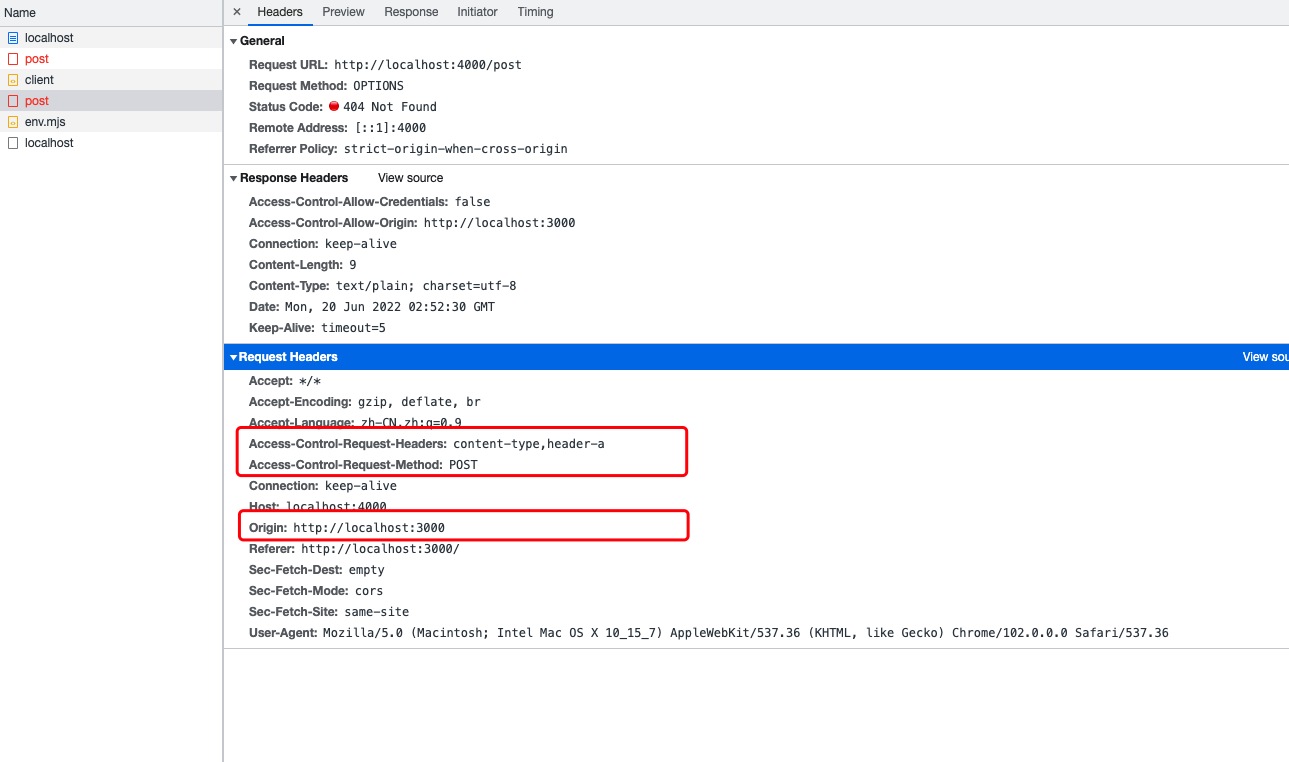 Name
localhost
post
client
post
env.mjs
localhost
× Headers Preview Response Initiator Timing
General
Request URL: http://localhost:4000/post
Request Method: OPTIONS
Status Code: 404 Not Found
Remote Address: [::1]:4000
Referrer Policy: strict-origin-when-cross-origin
Response Headers View source
Access-Control-Allow-Credentials: false
Access-Control-Allow-Origin: http://localhost:3000
Connection: keep-alive
Content-Length: 9
Content-Type: text/plain; charset=utf-8
Date: Mon, 20 Jun 2022 02:52:30 GMT
Keep-Alive: timeout=5
Request Headers View sou
Accept: */*
Accept-Encoding: gzip, deflate, br
Accept-Language: zh-CN,zh;q=0.9
Access-Control-Request-Headers: content-type,header-a
Access-Control-Request-Method: POST
Connection: keep-alive
Host: localhost:4000
Origin: http://localhost:3000
Referer: http://localhost:3000/
Sec-Fetch-Dest: empty
Sec-Fetch-Mode: cors
Sec-Fetch-Site: same-site
User-Agent: Mozilla/5.0 (Macintosh; Intel Mac OS X 10_15_7) AppleWebKit/537.36 (KHTML, like Gecko) Chrome/102.0.0.0 Safari/537.36